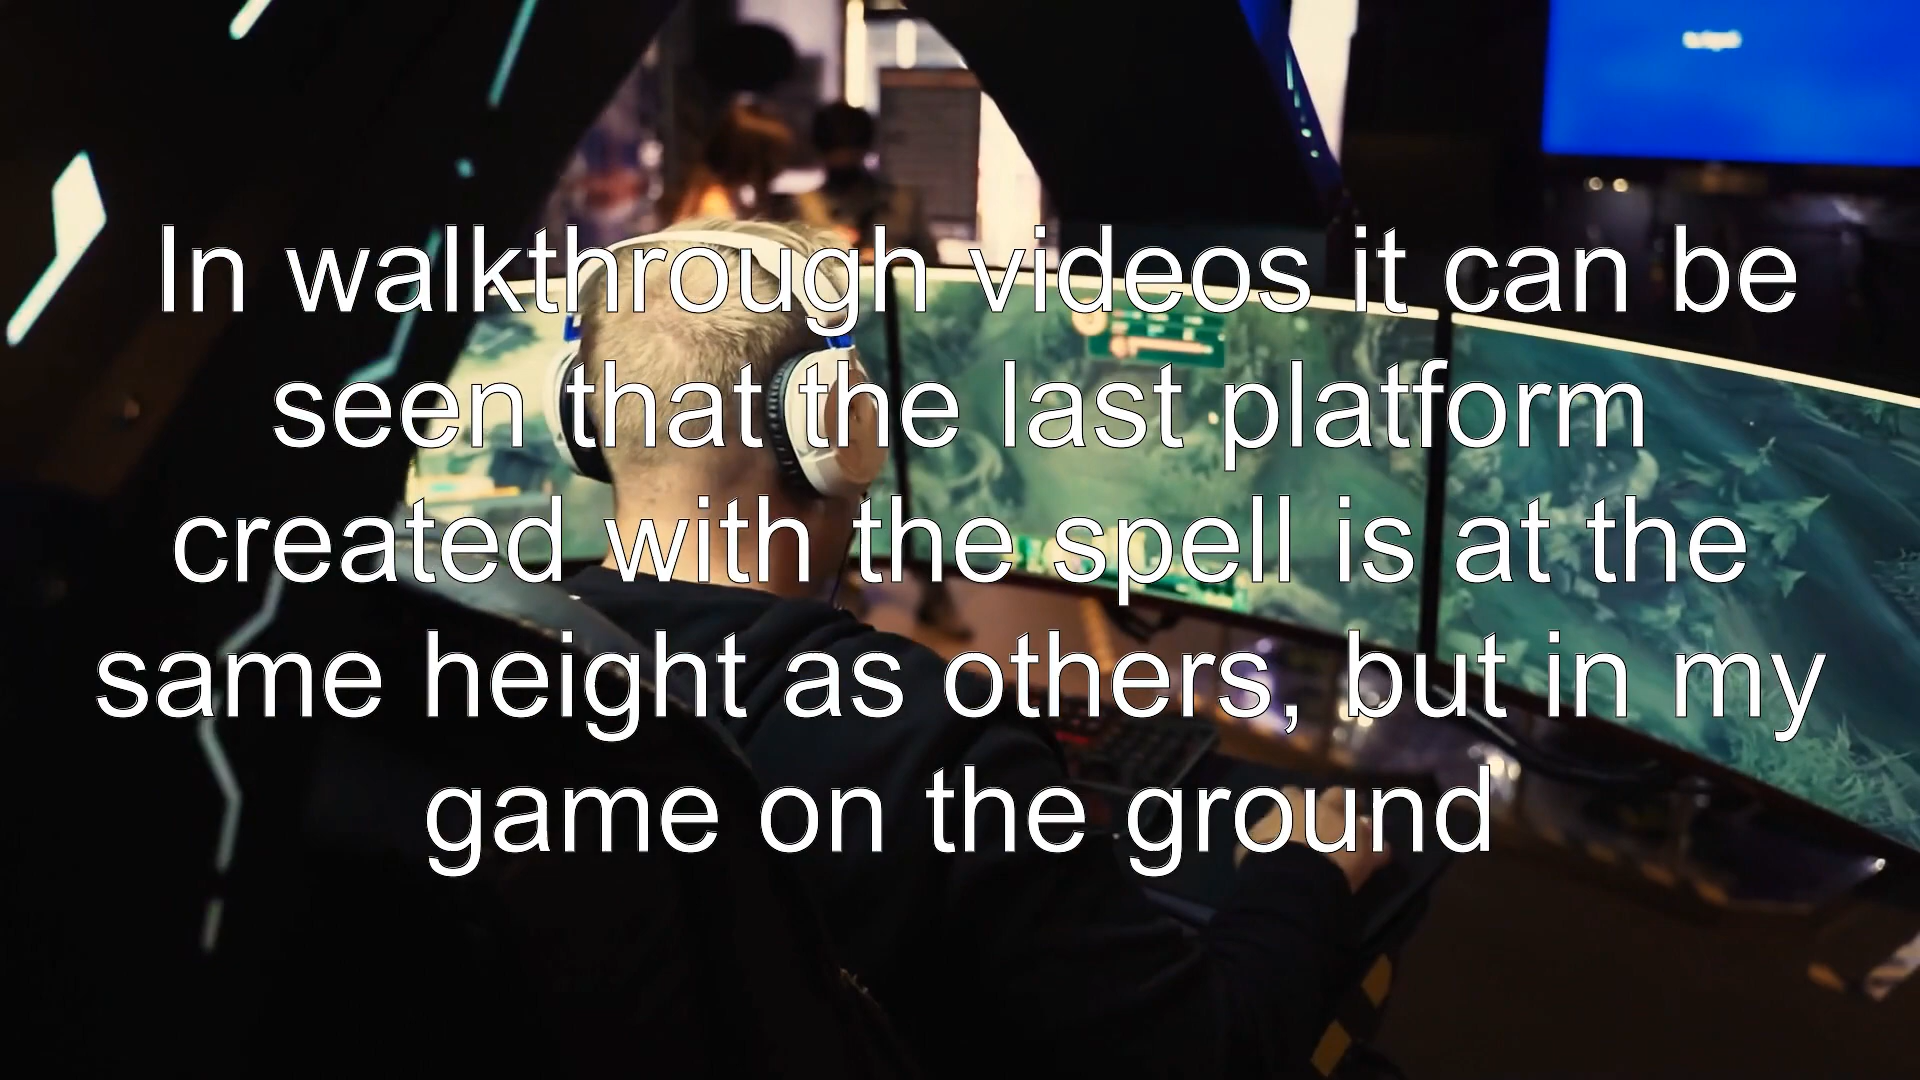 In walkthrough videos it can be
seen that the last platform
created with the spell is at the
same height as others, but in my
game on the ground